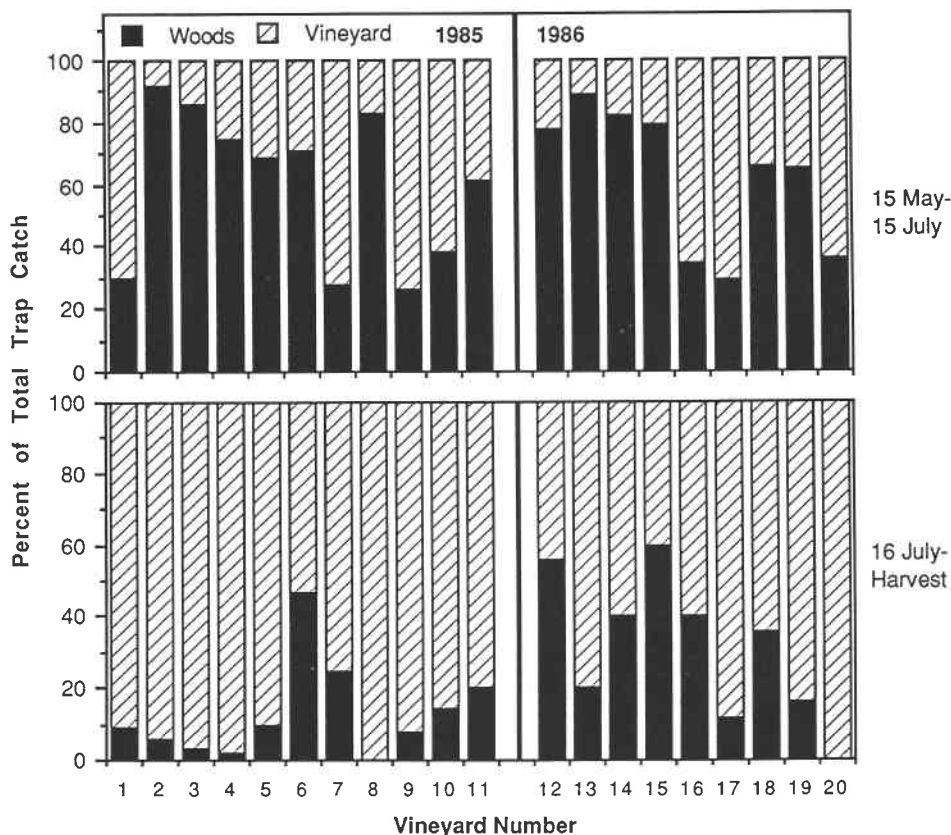 Woods Vineyard 1985
1986
Percent of Total Trap Catch
100
80
60
40
20
0
15 May-
15 July
100
80
60
40
20
0
16 July-
Harvest
1 2 3 4 5 6 7 8 9 10 11 12 13 14 15 16 17 18 19 20
Vineyard Number